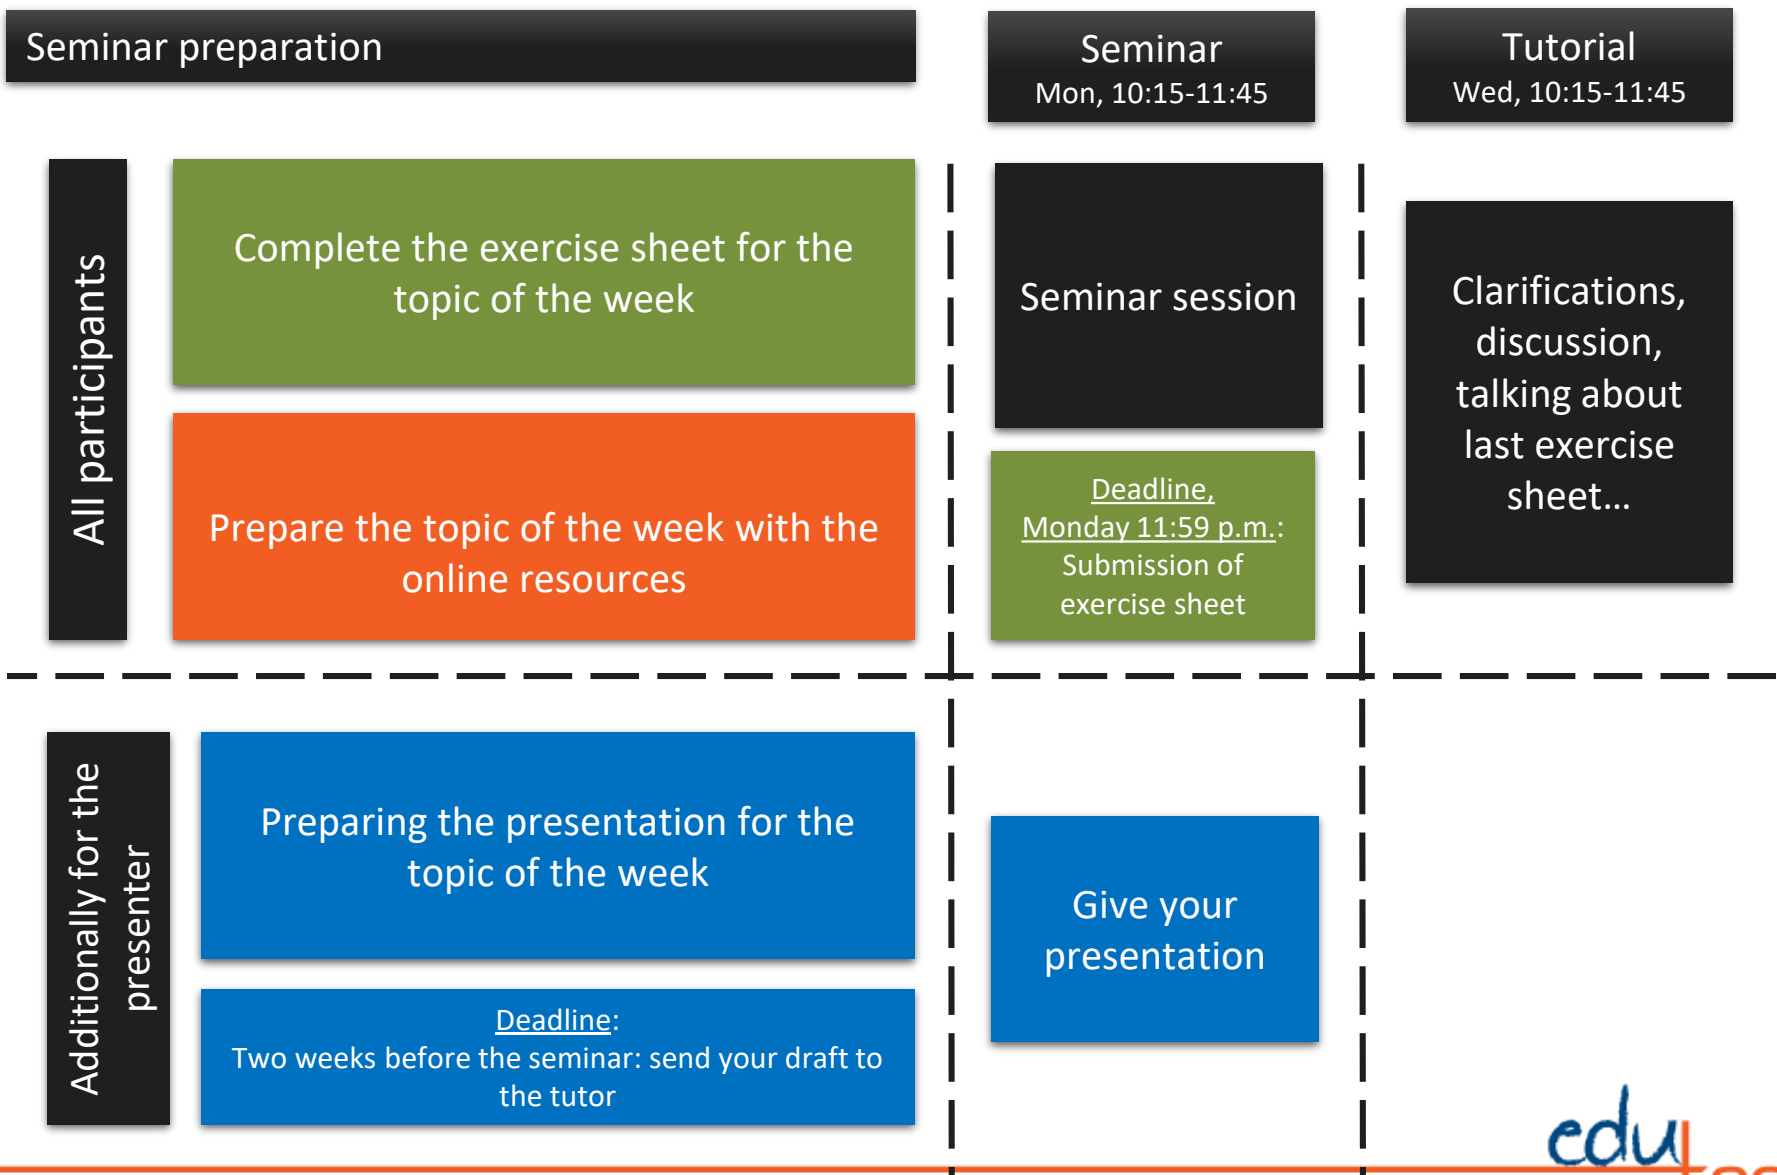 Seminar preparation
Seminar
Mon, 10:15-11:45
Tutorial
Wed, 10:15-11:45
All participants
Complete the exercise sheet for the
topic of the week
Prepare the topic of the week with the
online resources
Seminar session
Deadline,
Monday 11:59 p.m.:
Submission of
exercise sheet
Clarifications,
discussion,
talking about
last exercise
sheet...
Additionally for the
presenter
Preparing the presentation for the
topic of the week
Deadline:
Two weeks before the seminar: send your draft to
the tutor
Give your
presentation
edu